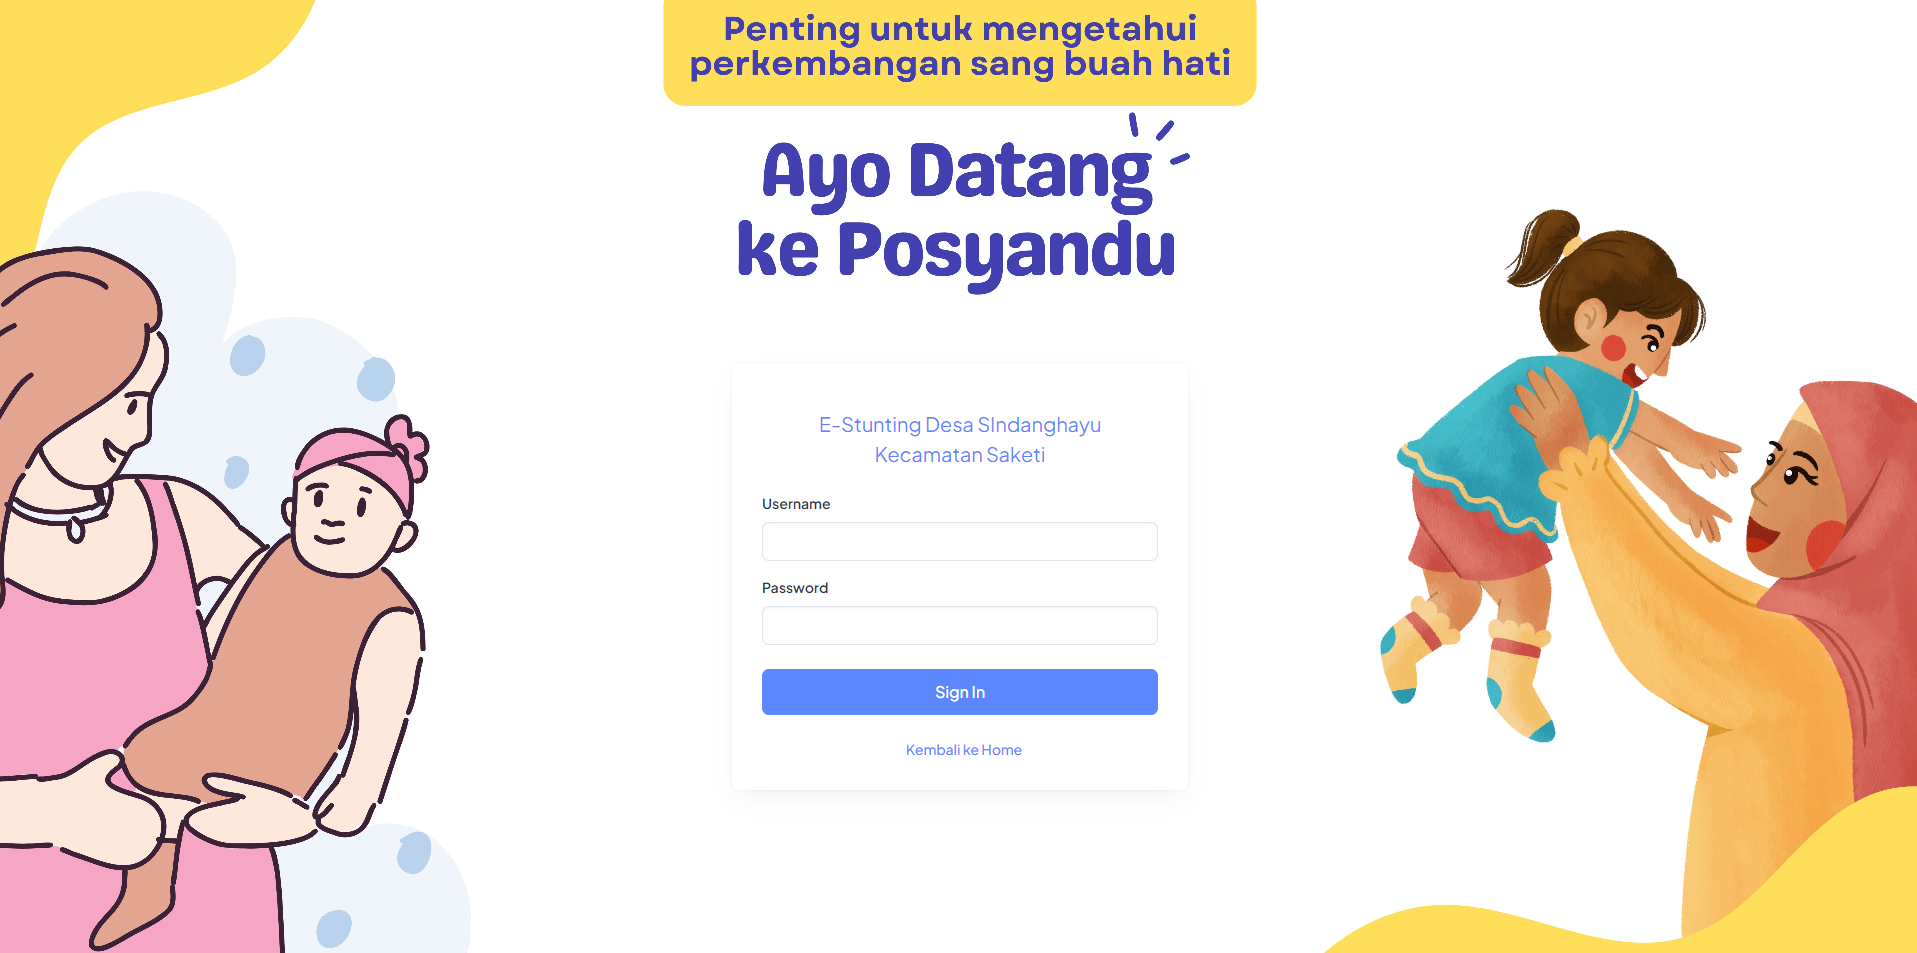 Penting untuk mengetahui
perkembangan sang buah hati
Ayo Datang
ke Posyandu
E-Stunting Desa SIndanghayu
Kecamatan Saketi
Username
Password
Sign In
Kembali ke Home